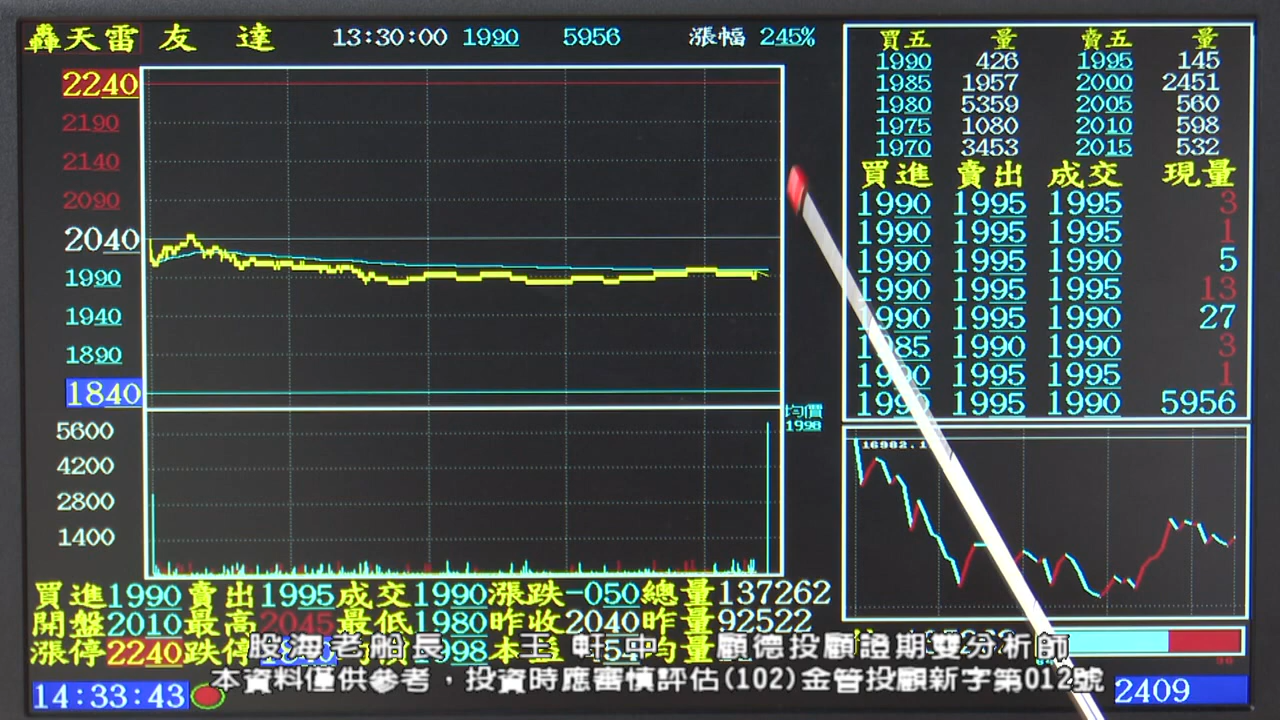 轟天雷 友 達 13:30:00 1990 5956 漲幅 245%
2240
2190
2140
2090
2040
1990
1940
1890
1840
5600
4200
2800
1400
均價
1998
買五 量 賣五 量
1990 426 1995 145
1985 1957 2000 2451
1980 5359 2005 560
1975 1080 2010 598
1970 3453 2015 532
買進 賣出 成交 現量
1990 1995 1995 3
1990 1995 1995 1
1990 1995 1990 5
1990 1995 1995 13
1990 1995 1990 27
1985 1990 1990 3
1990 1995 1995 1
1990 1995 1990 5956
16982.1
買進1990賣出1995成交1990漲跌-050總量137262
開盤2010最高2045最低1980昨收2040昨量92522
漲停2240跌停
1998本益
股海老船長 王 軒中 顧德投顧證期雙分析師
本資料僅供參考，投資時應審慎評估(102)金管投顧新字第012號
14:33:43
2409